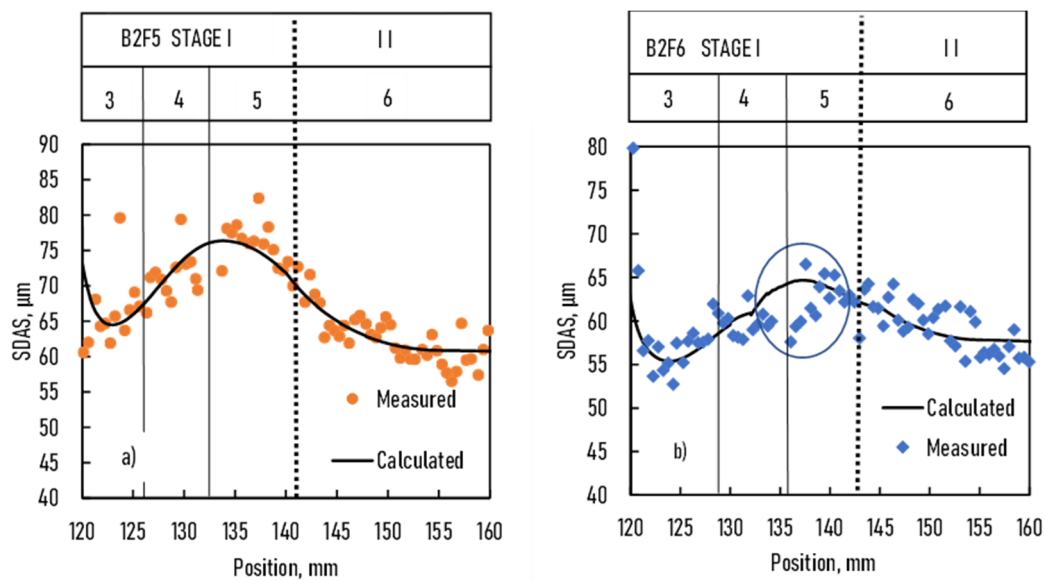 B2F5 STAGE I II
3 4 5 6
90
85
80
75
70
65
60
55
50
45
40
SDAS, µm
Measured
a)
Calculated
120 125 130 135 140 145 150 155 160
Position, mm
B2F6 STAGE I II
3 4 5 6
80
75
70
65
60
55
50
45
40
SDAS, µm
Calculated
b)
Measured
120 125 130 135 140 145 150 155 160
Position, mm